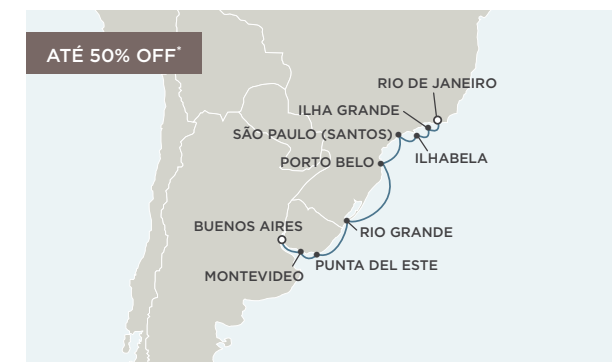 ATÉ 50% OFF*
RIO DE JANEIRO
ILHA GRANDE
SÃO PAULO (SANTOS)
ILHABELA
PORTO BELO
BUENOS AIRES
RIO GRANDE
PUNTA DEL ESTE
MONTEVIDEO